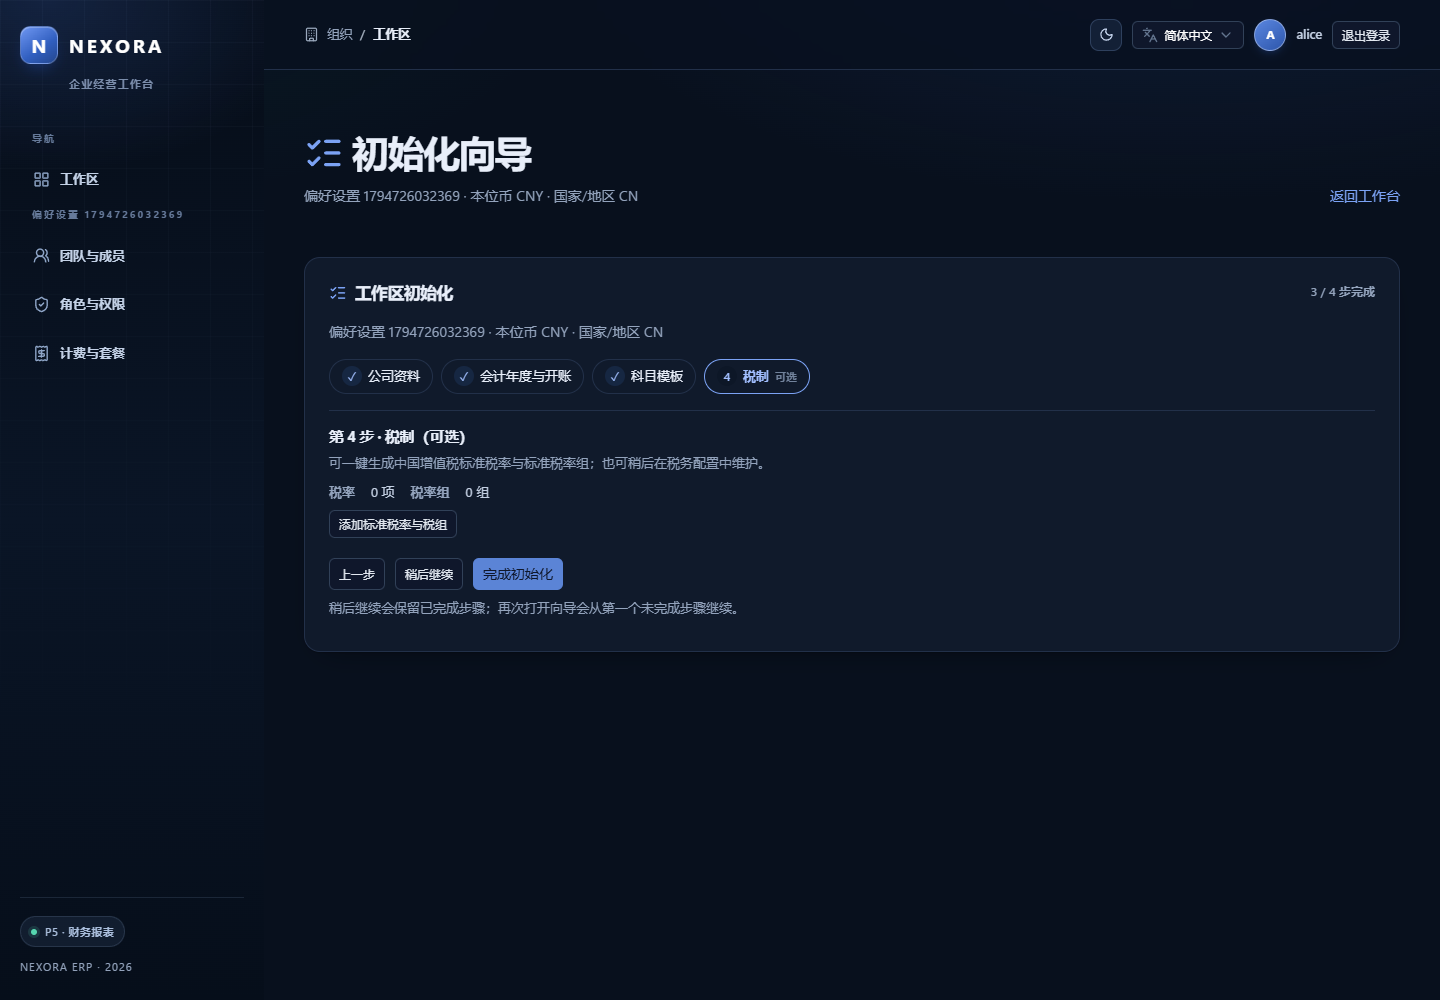 N NEXORA
企业经营工作台
导航
工作区
偏好设置 1794726032369
团队与成员
角色与权限
计费与套餐
P5 · 财务报表
NEXORA ERP · 2026
组织 / 工作区
简体中文
A alice
退出登录
初始化向导
偏好设置 1794726032369 · 本位币 CNY · 国家/地区 CN
返回工作台
工作区初始化
3 / 4 步完成
偏好设置 1794726032369 · 本位币 CNY · 国家/地区 CN
✓ 公司资料 ✓ 会计年度与开账 ✓ 科目模板 4 税制 可选
第 4 步 · 税制（可选）
可一键生成中国增值税标准税率与标准税率组；也可稍后在税务配置中维护。
税率 0 项 税率组 0 组
添加标准税率与税组
上一步 稍后继续 完成初始化
稍后继续会保留已完成步骤；再次打开向导会从第一个未完成步骤继续。